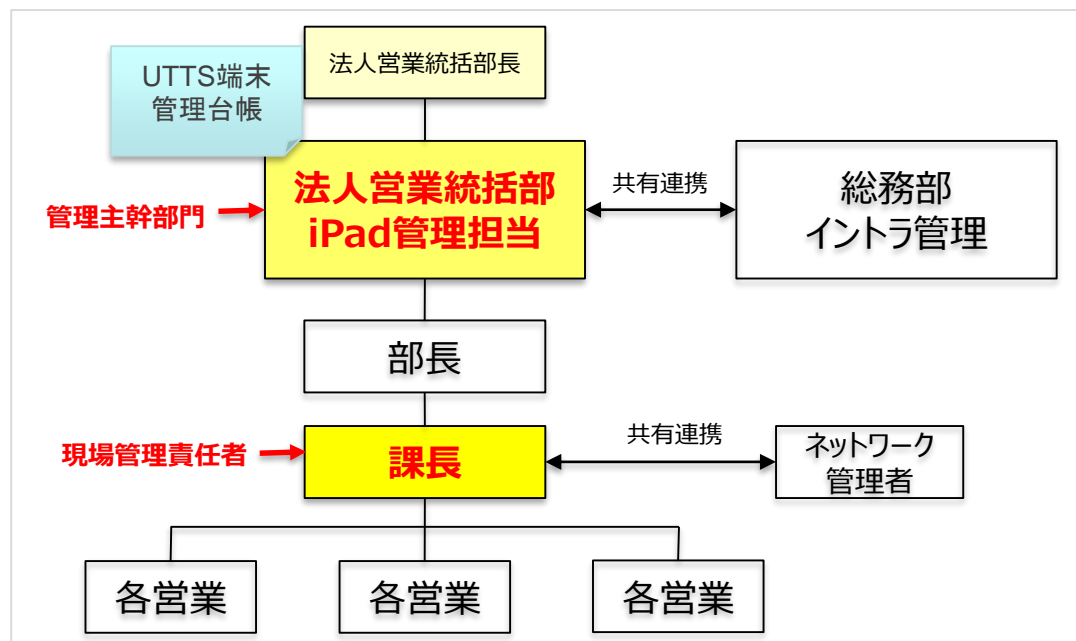 法人営業統括部長
UTTS端末
管理台帳
法人営業統括部
iPad管理担当
管理主幹部門
共有連携
総務部
イントラ管理
部長
現場管理責任者
課長
共有連携
ネットワーク
管理者
各営業
各営業
各営業